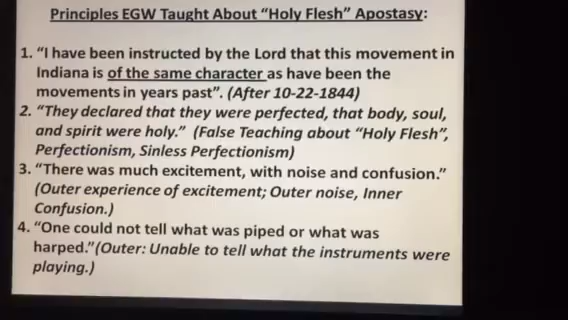 Principles EGW Taught About “Holy Flesh” Apostasy:
1. “I have been instructed by the Lord that this movement in
Indiana is of the same character as have been the
movements in years past”. (After 10-22-1844)
2. “They declared that they were perfected, that body, soul,
and spirit were holy.” (False Teaching about “Holy Flesh”,
Perfectionism, Sinless Perfectionism)
3. “There was much excitement, with noise and confusion.”
(Outer experience of excitement; Outer noise, Inner
Confusion.)
4. “One could not tell what was piped or what was
harped.”(Outer: Unable to tell what the instruments were
playing.)